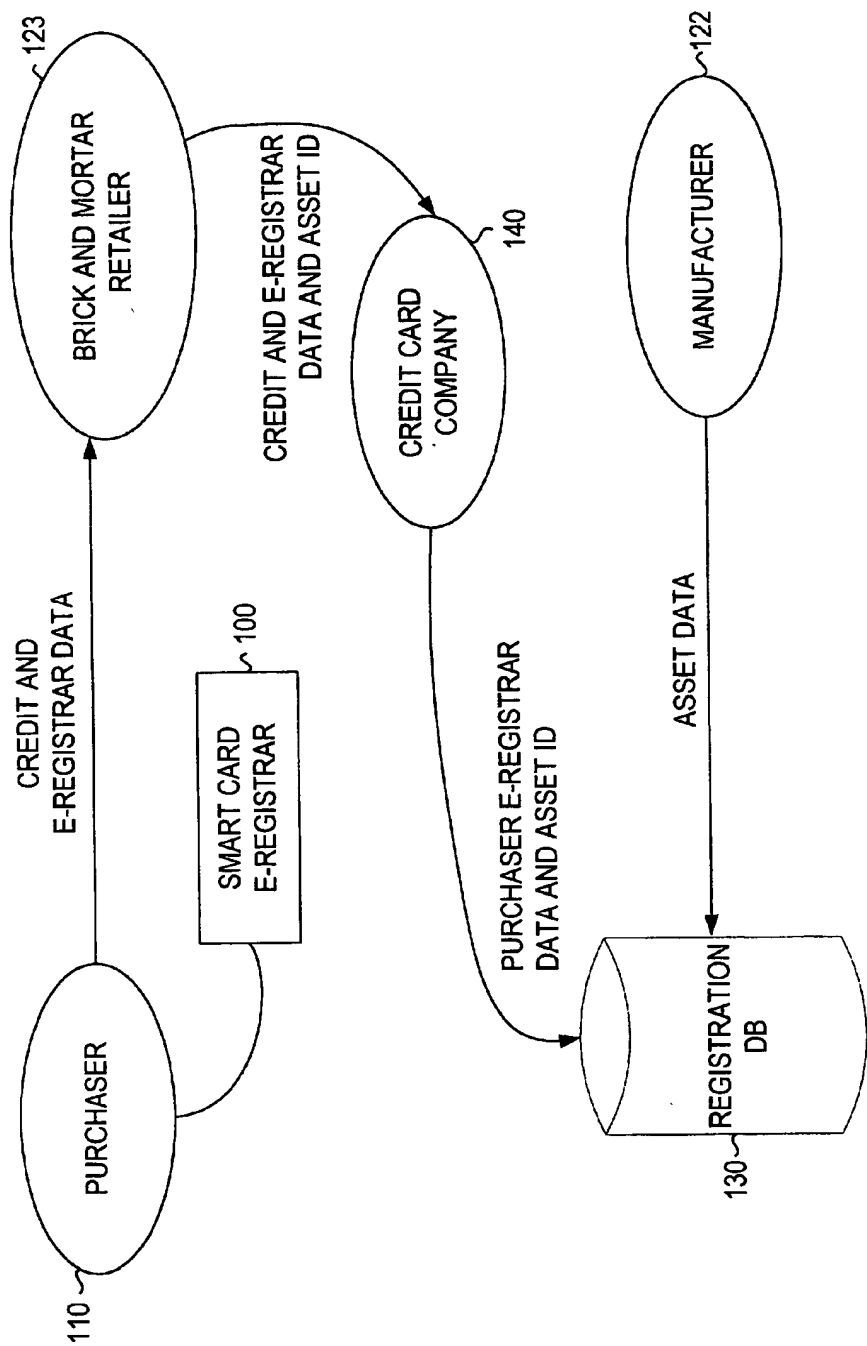 110
PURCHASER
CREDIT AND
E-REGISTRAR DATA
123
BRICK AND MORTAR
RETAILER
100
SMART CARD
E-REGISTRAR
CREDIT AND E-REGISTRAR
DATA AND ASSET ID
140
CREDIT CARD
COMPANY
PURCHASER E-REGISTRAR
DATA AND ASSET ID
130
REGISTRATION
DB
ASSET DATA
122
MANUFACTURER